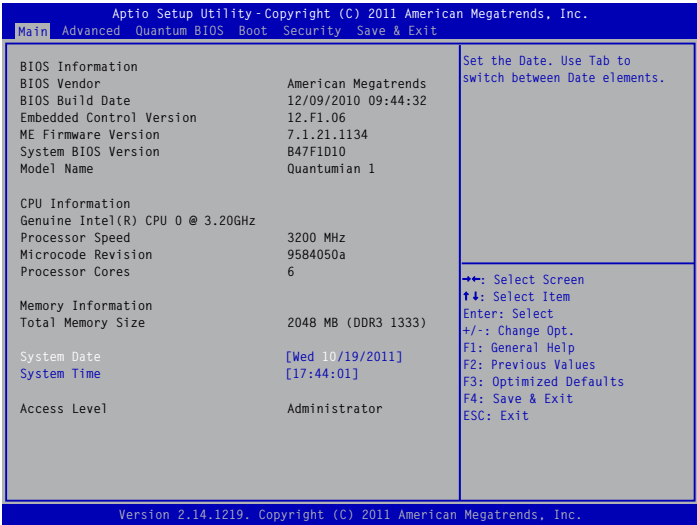 Aptio Setup Utility - Copyright (C) 2011 American Megatrends, Inc.
Main Advanced Quantum BIOS Boot Security Save & Exit
BIOS Information
BIOS Vendor American Megatrends
BIOS Build Date 12/09/2010 09:44:32
Embedded Control Version 12.F1.06
ME Firmware Version 7.1.21.1134
System BIOS Version B47F1D10
Model Name Quantumian 1
CPU Information
Genuine Intel(R) CPU 0 @ 3.20GHz
Processor Speed 3200 MHz
Microcode Revision 9584050a
Processor Cores 6
Memory Information
Total Memory Size 2048 MB (DDR3 1333)
System Date [Wed 10/19/2011]
System Time [17:44:01]
Access Level Administrator
Set the Date. Use Tab to
switch between Date elements.
→←: Select Screen
↑↓: Select Item
Enter: Select
+/-: Change Opt.
F1: General Help
F2: Previous Values
F3: Optimized Defaults
F4: Save & Exit
ESC: Exit
Version 2.14.1219. Copyright (C) 2011 American Megatrends, Inc.